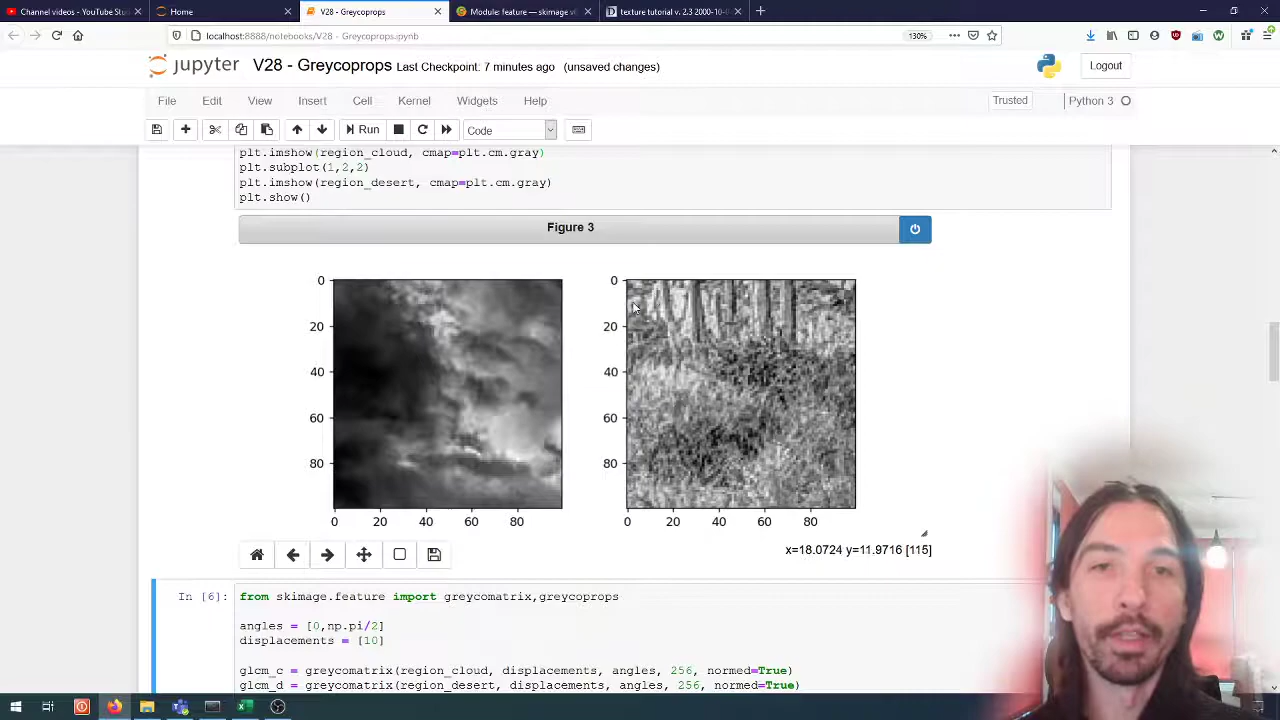 Channel videos - YouTube Stu
Home
V28 - Greycoprops
Module: feature — skimage v
texture tutorial v. 2.3 2000-10-
localhost:8888/notebooks/V28 - Greycoprops.ipynb
130%
jupyter V28 - Greycoprops Last Checkpoint: 7 minutes ago (unsaved changes)
Logout
File Edit View Insert Cell Kernel Widgets Help
Trusted
Python 3
Run
Code
plt.imshow(region_cloud, cmap=plt.cm.gray)
plt.subplot(1,2,2)
plt.imshow(region_desert, cmap=plt.cm.gray)
plt.show()
Figure 3
0
20
40
60
80
0 20 40 60 80
0
20
40
60
80
0 20 40 60 80
x=18.0724 y=11.9716 [115]
In [6]:
from skimage.feature import greycomatrix,greycoprops
angles = [0,np.pi/2]
displacements = [10]
glcm_c = greycomatrix(region_cloud, displacements, angles, 256, normed=True)
glcm_d = greycomatrix(region_desert, displacements, angles, 256, normed=True)